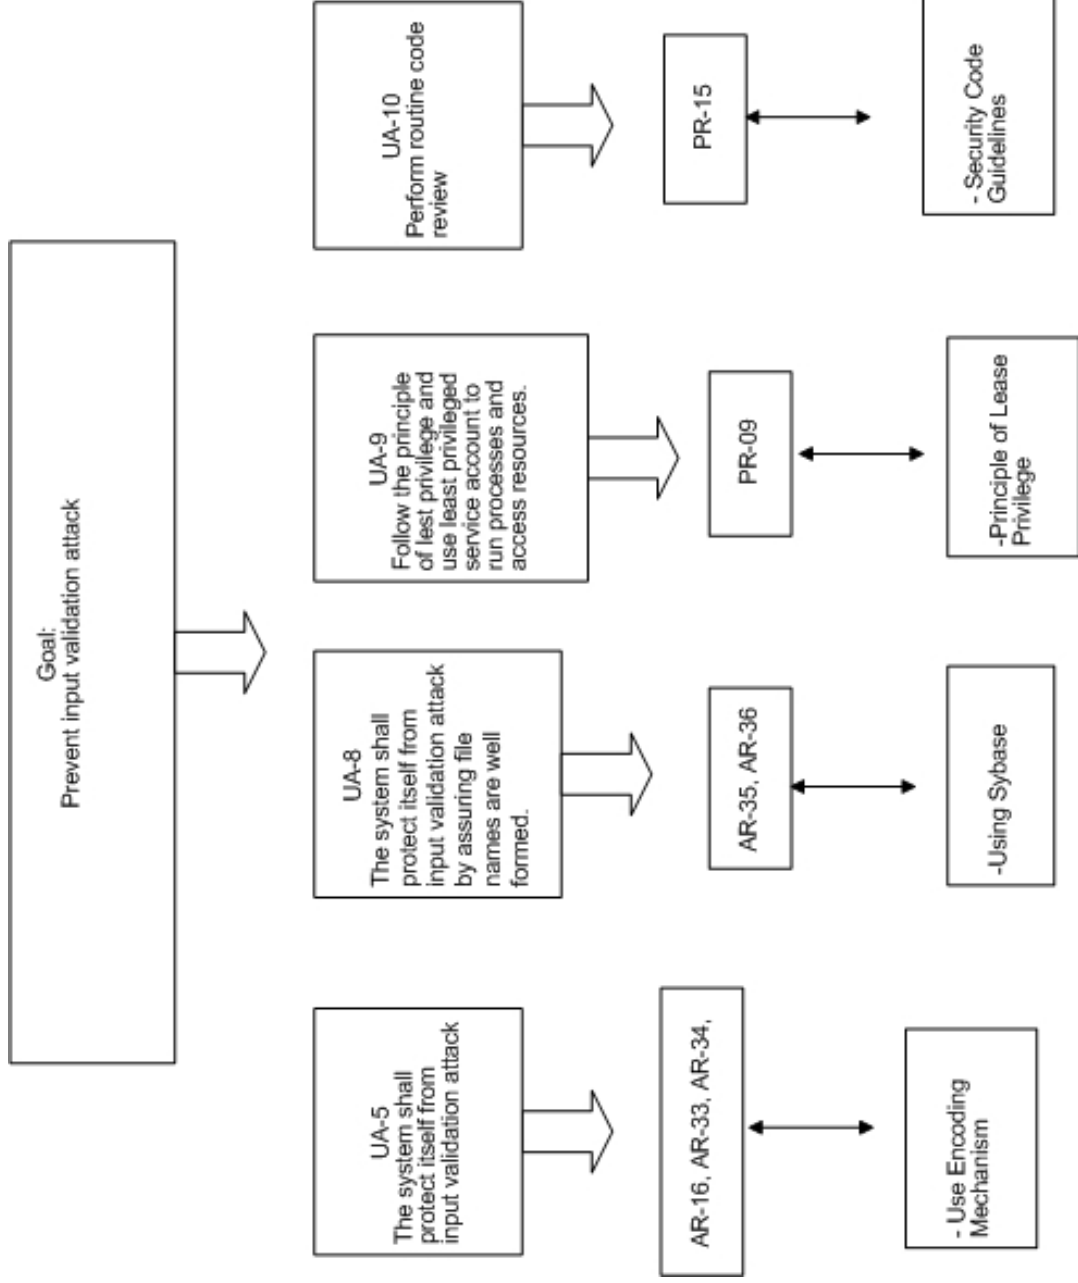 Goal:
Prevent input validation attack
UA-5
The system shall
protect itself from
input validation attack
UA-8
The system shall
protect itself from
input validation attack
by assuring file
names are well
formed.
UA-9
Follow the principle
of lest privilege and
use least privileged
service account to
run processes and
access resources.
UA-10
Perform routine code
review
AR-16, AR-33, AR-34,
AR-35, AR-36
PR-09
PR-15
- Use Encoding
Mechanism
-Using Sybase
-Principle of Lease
Privilege
- Security Code
Guidelines